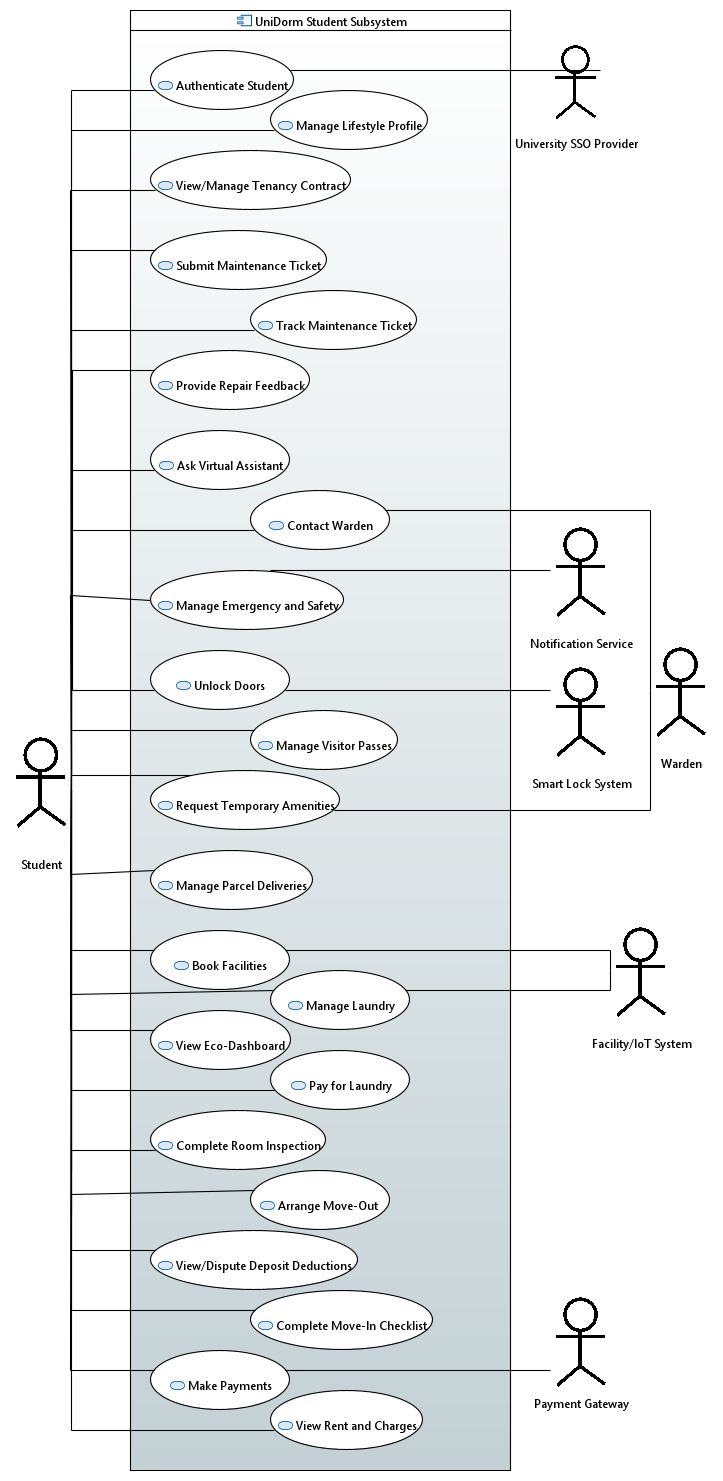 UniDorm Student Subsystem
Authenticate Student
University SSO Provider
Manage Lifestyle Profile
View/Manage Tenancy Contract
Submit Maintenance Ticket
Track Maintenance Ticket
Provide Repair Feedback
Ask Virtual Assistant
Contact Warden
Manage Emergency and Safety
Notification Service
Unlock Doors
Manage Visitor Passes
Warden
Smart Lock System
Request Temporary Amenities
Student
Manage Parcel Deliveries
Book Facilities
Manage Laundry
Facility/IoT System
View Eco-Dashboard
Pay for Laundry
Complete Room Inspection
Arrange Move-Out
View/Dispute Deposit Deductions
Complete Move-In Checklist
Make Payments
Payment Gateway
View Rent and Charges